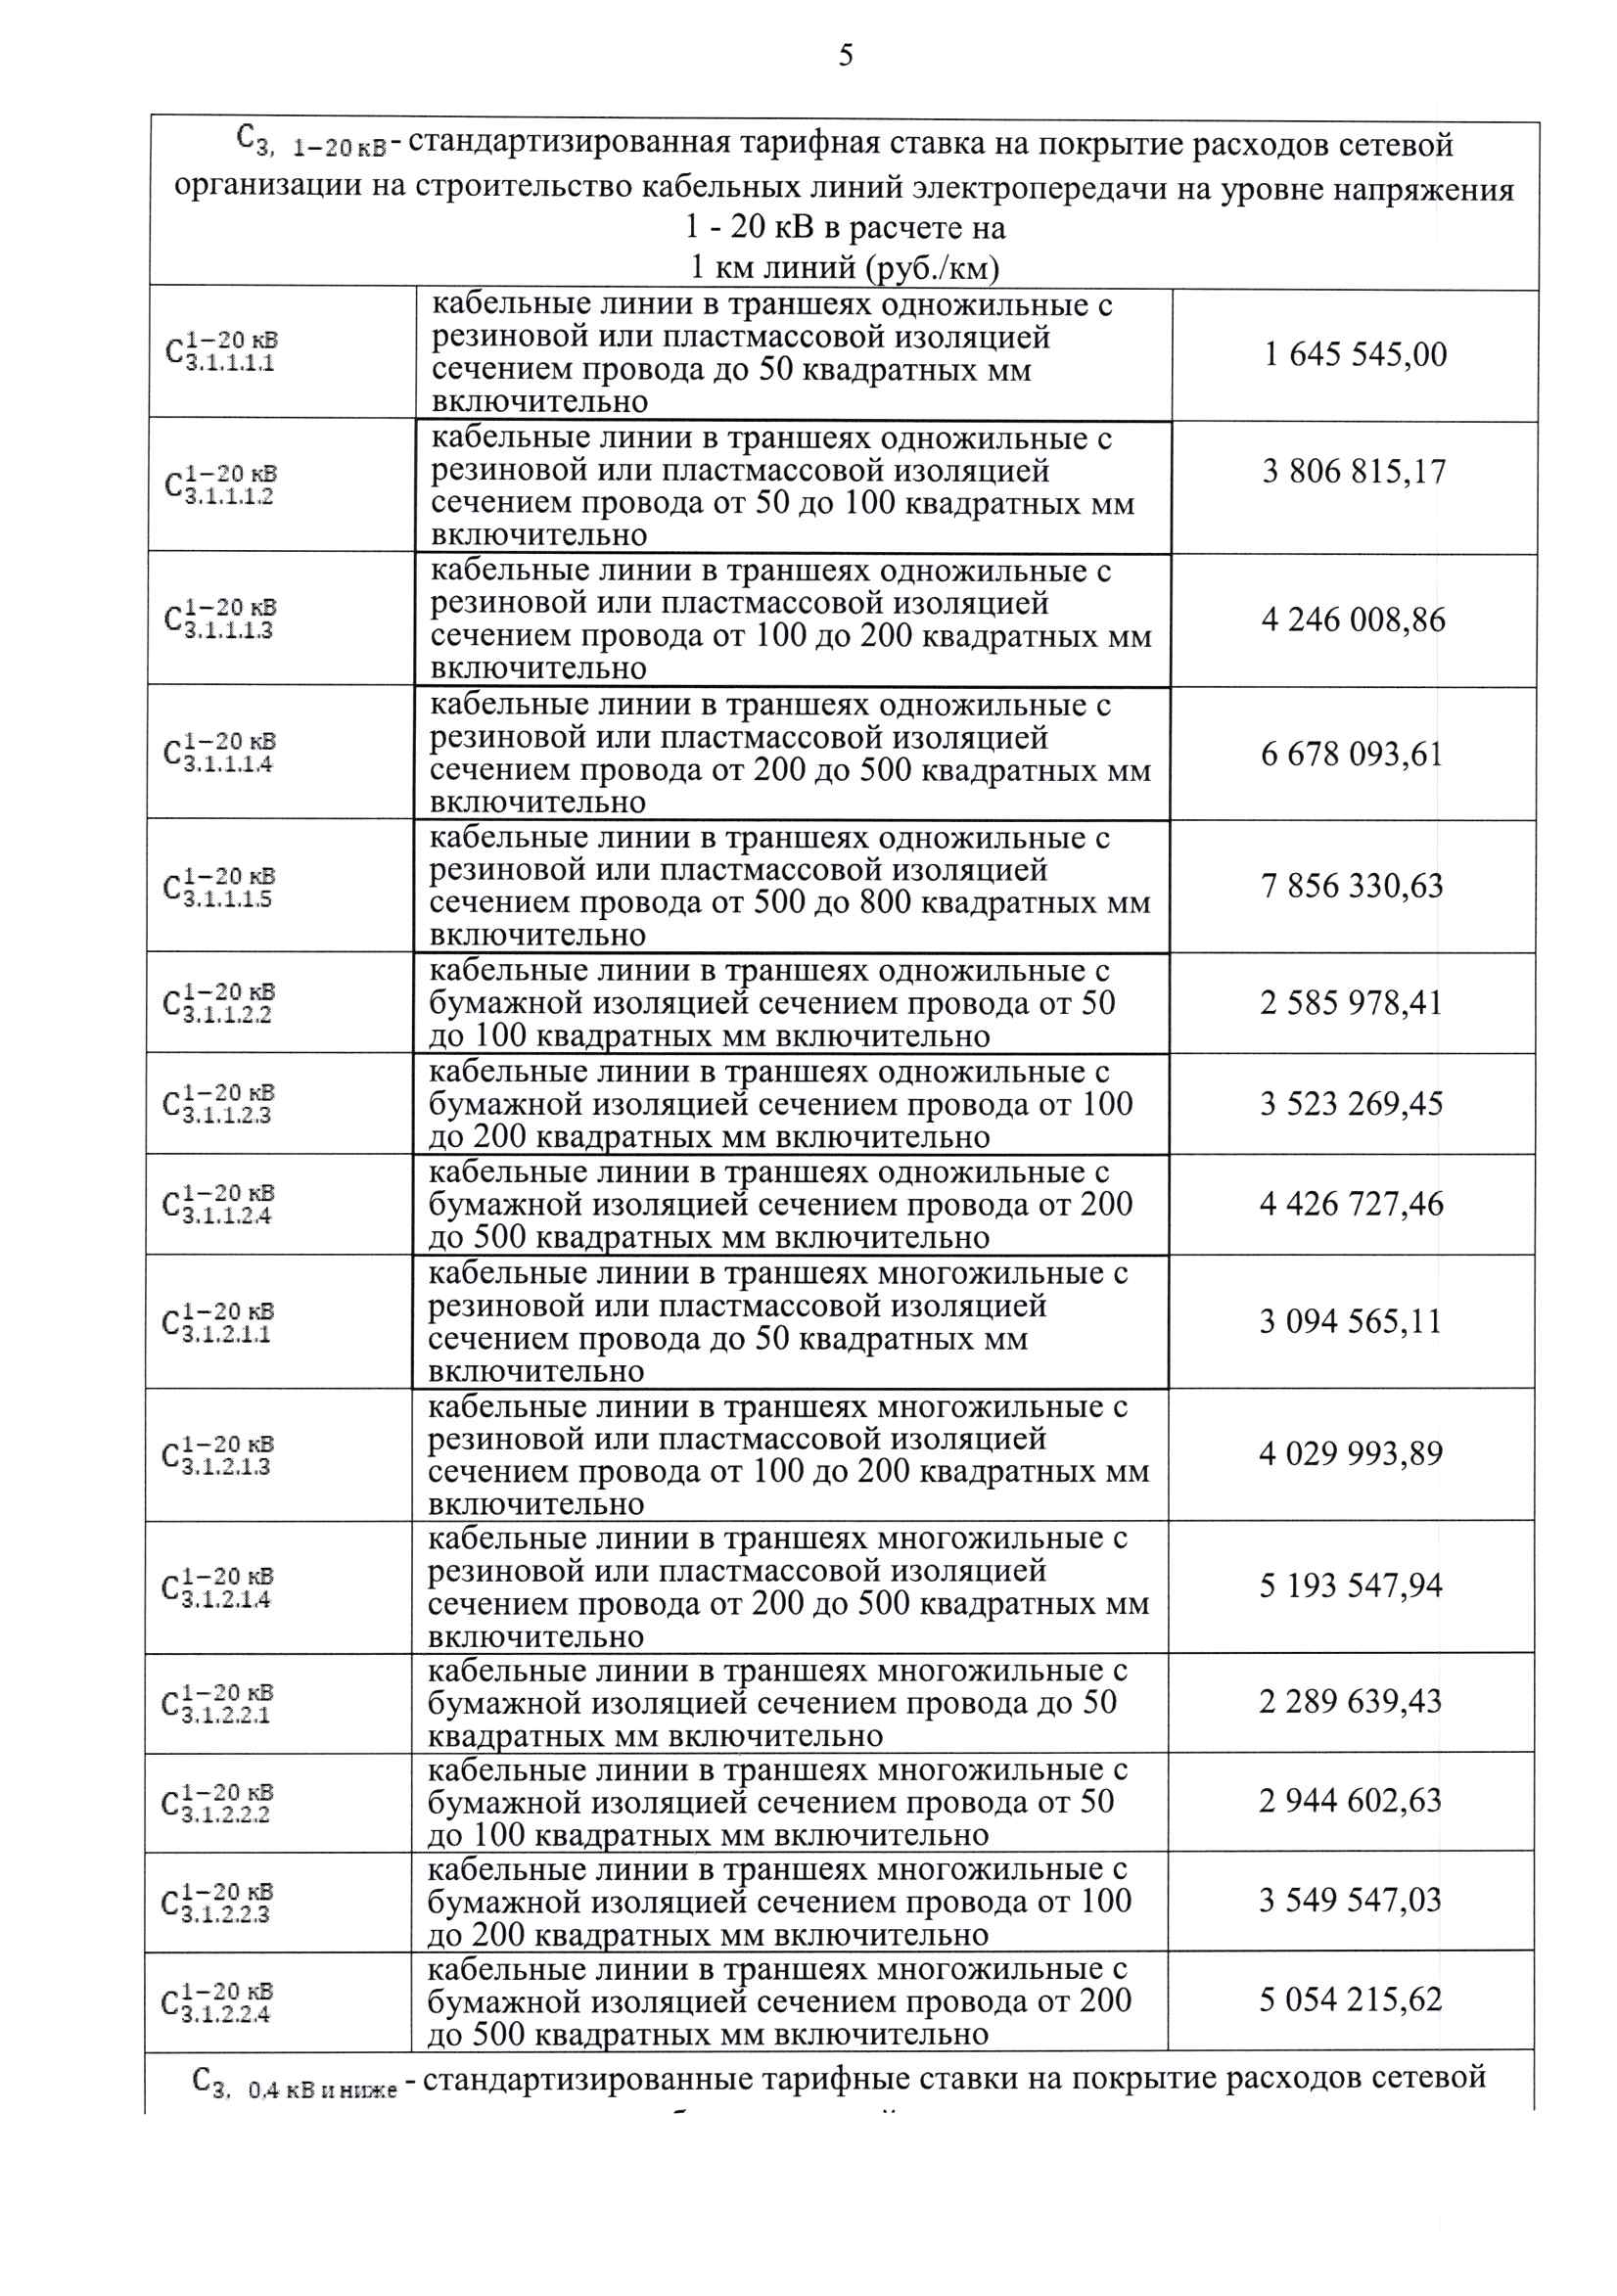 5
С3, 1–20 кВ - стандартизированная тарифная ставка на покрытие расходов сетевой
организации на строительство кабельных линий электропередачи на уровне напряжения
1 - 20 кВ в расчете на
1 км линий (руб./км)
С 1–20 кВ 3.1.1.1.1
кабельные линии в траншеях одножильные с
резиновой или пластмассовой изоляцией
сечением провода до 50 квадратных мм
включительно
1 645 545,00
С 1–20 кВ 3.1.1.1.2
кабельные линии в траншеях одножильные с
резиновой или пластмассовой изоляцией
сечением провода от 50 до 100 квадратных мм
включительно
3 806 815,17
С 1–20 кВ 3.1.1.1.3
кабельные линии в траншеях одножильные с
резиновой или пластмассовой изоляцией
сечением провода от 100 до 200 квадратных мм
включительно
4 246 008,86
С 1–20 кВ 3.1.1.1.4
кабельные линии в траншеях одножильные с
резиновой или пластмассовой изоляцией
сечением провода от 200 до 500 квадратных мм
включительно
6 678 093,61
С 1–20 кВ 3.1.1.1.5
кабельные линии в траншеях одножильные с
резиновой или пластмассовой изоляцией
сечением провода от 500 до 800 квадратных мм
включительно
7 856 330,63
С 1–20 кВ 3.1.1.2.2
кабельные линии в траншеях одножильные с
бумажной изоляцией сечением провода от 50
до 100 квадратных мм включительно
2 585 978,41
С 1–20 кВ 3.1.1.2.3
кабельные линии в траншеях одножильные с
бумажной изоляцией сечением провода от 100
до 200 квадратных мм включительно
3 523 269,45
С 1–20 кВ 3.1.1.2.4
кабельные линии в траншеях одножильные с
бумажной изоляцией сечением провода от 200
до 500 квадратных мм включительно
4 426 727,46
С 1–20 кВ 3.1.2.1.1
кабельные линии в траншеях многожильные с
резиновой или пластмассовой изоляцией
сечением провода до 50 квадратных мм
включительно
3 094 565,11
С 1–20 кВ 3.1.2.1.3
кабельные линии в траншеях многожильные с
резиновой или пластмассовой изоляцией
сечением провода от 100 до 200 квадратных мм
включительно
4 029 993,89
С 1–20 кВ 3.1.2.1.4
кабельные линии в траншеях многожильные с
резиновой или пластмассовой изоляцией
сечением провода от 200 до 500 квадратных мм
включительно
5 193 547,94
С 1–20 кВ 3.1.2.2.1
кабельные линии в траншеях многожильные с
бумажной изоляцией сечением провода до 50
квадратных мм включительно
2 289 639,43
С 1–20 кВ 3.1.2.2.2
кабельные линии в траншеях многожильные с
бумажной изоляцией сечением провода от 50
до 100 квадратных мм включительно
2 944 602,63
С 1–20 кВ 3.1.2.2.3
кабельные линии в траншеях многожильные с
бумажной изоляцией сечением провода от 100
до 200 квадратных мм включительно
3 549 547,03
С 1–20 кВ 3.1.2.2.4
кабельные линии в траншеях многожильные с
бумажной изоляцией сечением провода от 200
до 500 квадратных мм включительно
5 054 215,62
С3, 0,4 кВ и ниже - стандартизированные тарифные ставки на покрытие расходов сетевой